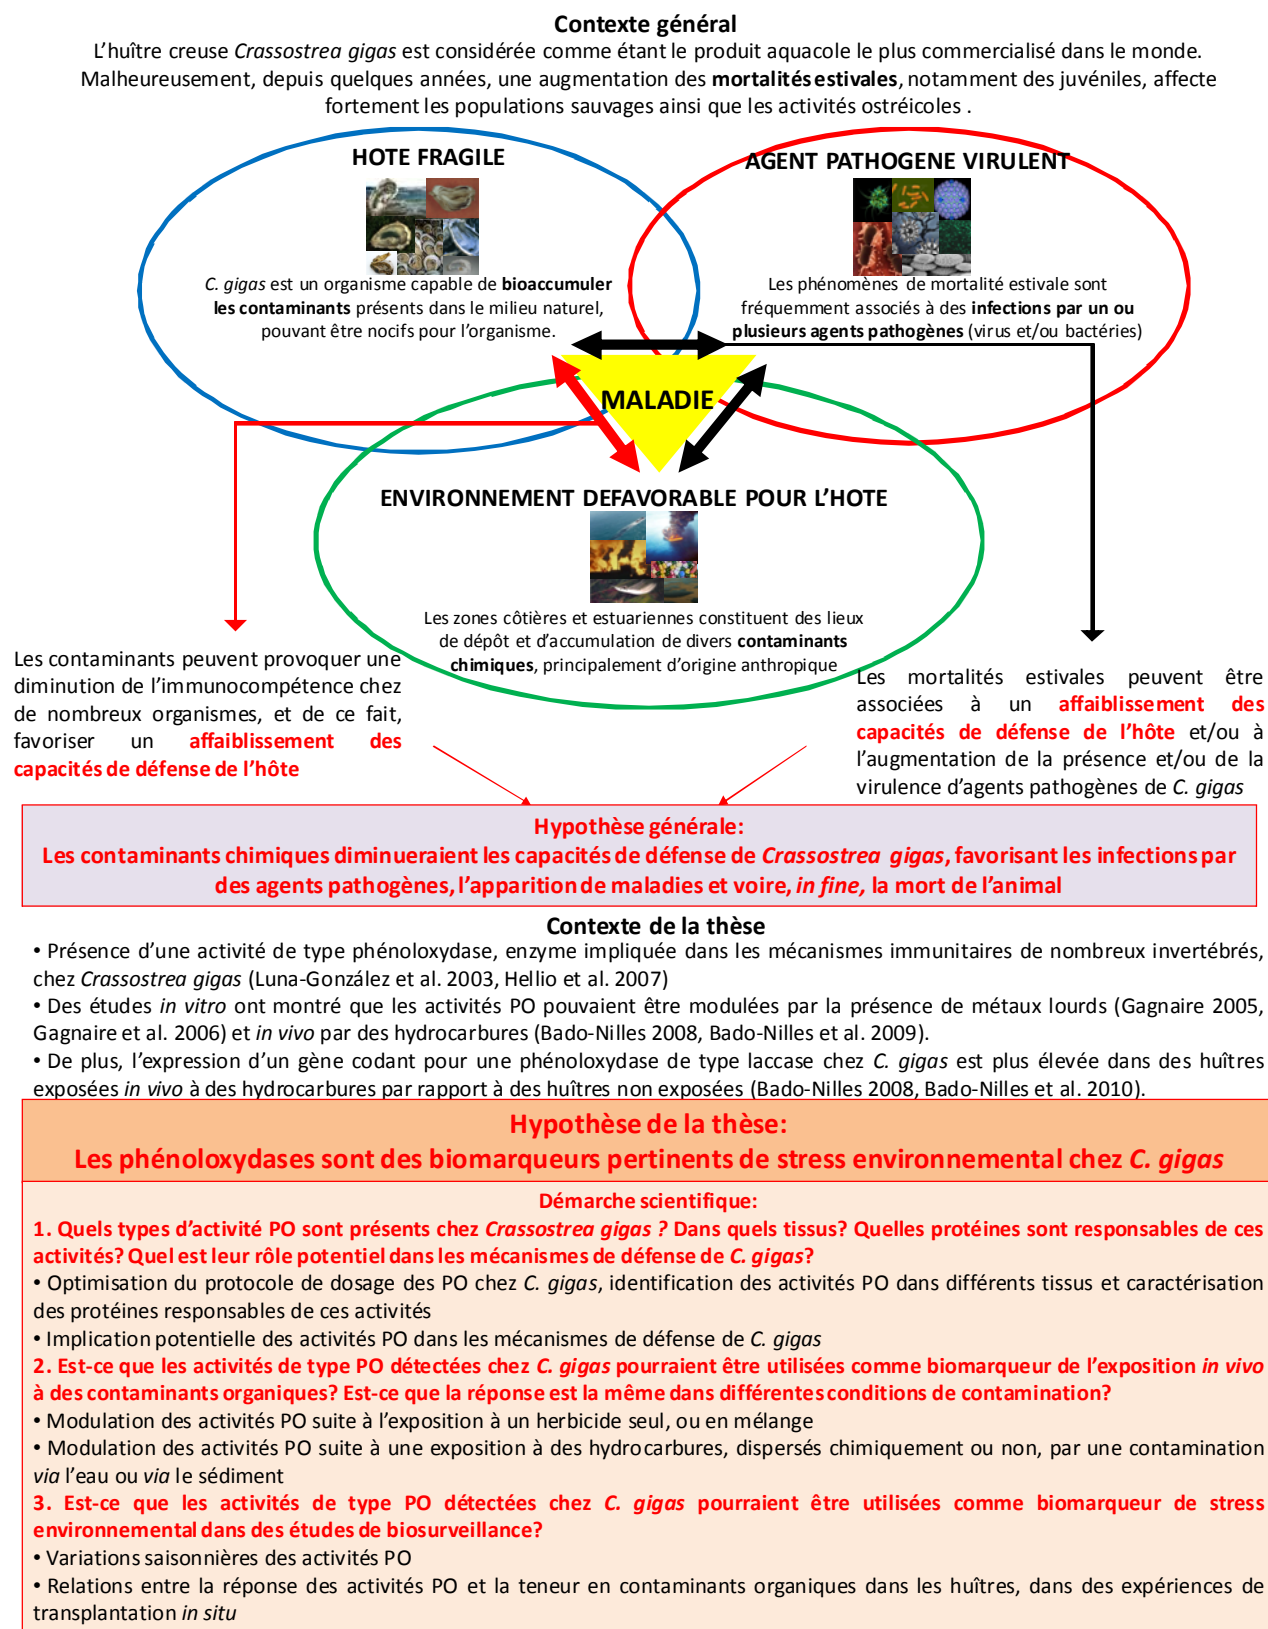 Contexte général
L’huître creuse Crassostrea gigas est considérée comme étant le produit aquacole le plus commercialisé dans le monde.
Malheureusement, depuis quelques années, une augmentation des mortalités estivales, notamment des juvéniles, affecte
fortement les populations sauvages ainsi que les activités ostréicoles .
HOTE FRAGILE
C. gigas est un organisme capable de bioaccumuler
les contaminants présents dans le milieu naturel,
pouvant être nocifs pour l’organisme.
AGENT PATHOGENE VIRULENT
Les phénomènes de mortalité estivale sont
fréquemment associés à des infections par un ou
plusieurs agents pathogènes (virus et/ou bactéries)
MALADIE
ENVIRONNEMENT DEFAVORABLE POUR L’HOTE
Les zones côtières et estuariennes constituent des lieux
de dépôt et d’accumulation de divers contaminants
chimiques, principalement d’origine anthropique
Les contaminants peuvent provoquer une
diminution de l’immunocompétence chez
de nombreux organismes, et de ce fait,
favoriser un affaiblissement des
capacités de défense de l’hôte
Les mortalités estivales peuvent être
associées à un affaiblissement des
capacités de défense de l’hôte et/ou à
l’augmentation de la présence et/ou de la
virulence d’agents pathogènes de C. gigas
Hypothèse générale:
Les contaminants chimiques diminueraient les capacités de défense de Crassostrea gigas, favorisant les infections par
des agents pathogènes, l’apparition de maladies et voire, in fine, la mort de l’animal
Contexte de la thèse
• Présence d’une activité de type phénoloxydase, enzyme impliquée dans les mécanismes immunitaires de nombreux invertébrés,
chez Crassostrea gigas (Luna-González et al. 2003, Hellio et al. 2007)
• Des études in vitro ont montré que les activités PO pouvaient être modulées par la présence de métaux lourds (Gagnaire 2005,
Gagnaire et al. 2006) et in vivo par des hydrocarbures (Bado-Nilles 2008, Bado-Nilles et al. 2009).
• De plus, l’expression d’un gène codant pour une phénoloxydase de type laccase chez C. gigas est plus élevée dans des huîtres
exposées in vivo à des hydrocarbures par rapport à des huîtres non exposées (Bado-Nilles 2008, Bado-Nilles et al. 2010).
Hypothèse de la thèse:
Les phénoloxydases sont des biomarqueurs pertinents de stress environnemental chez C. gigas
Démarche scientifique:
1. Quels types d’activité PO sont présents chez Crassostrea gigas ? Dans quels tissus? Quelles protéines sont responsables de ces
activités? Quel est leur rôle potentiel dans les mécanismes de défense de C. gigas?
• Optimisation du protocole de dosage des PO chez C. gigas, identification des activités PO dans différents tissus et caractérisation
des protéines responsables de ces activités
• Implication potentielle des activités PO dans les mécanismes de défense de C. gigas
2. Est-ce que les activités de type PO détectées chez C. gigas pourraient être utilisées comme biomarqueur de l’exposition in vivo
à des contaminants organiques? Est-ce que la réponse est la même dans différentes conditions de contamination?
• Modulation des activités PO suite à l’exposition à un herbicide seul, ou en mélange
• Modulation des activités PO suite à une exposition à des hydrocarbures, dispersés chimiquement ou non, par une contamination
via l’eau ou via le sédiment
3. Est-ce que les activités de type PO détectées chez C. gigas pourraient être utilisées comme biomarqueur de stress
environnemental dans des études de biosurveillance?
• Variations saisonnières des activités PO
• Relations entre la réponse des activités PO et la teneur en contaminants organiques dans les huîtres, dans des expériences de
transplantation in situ